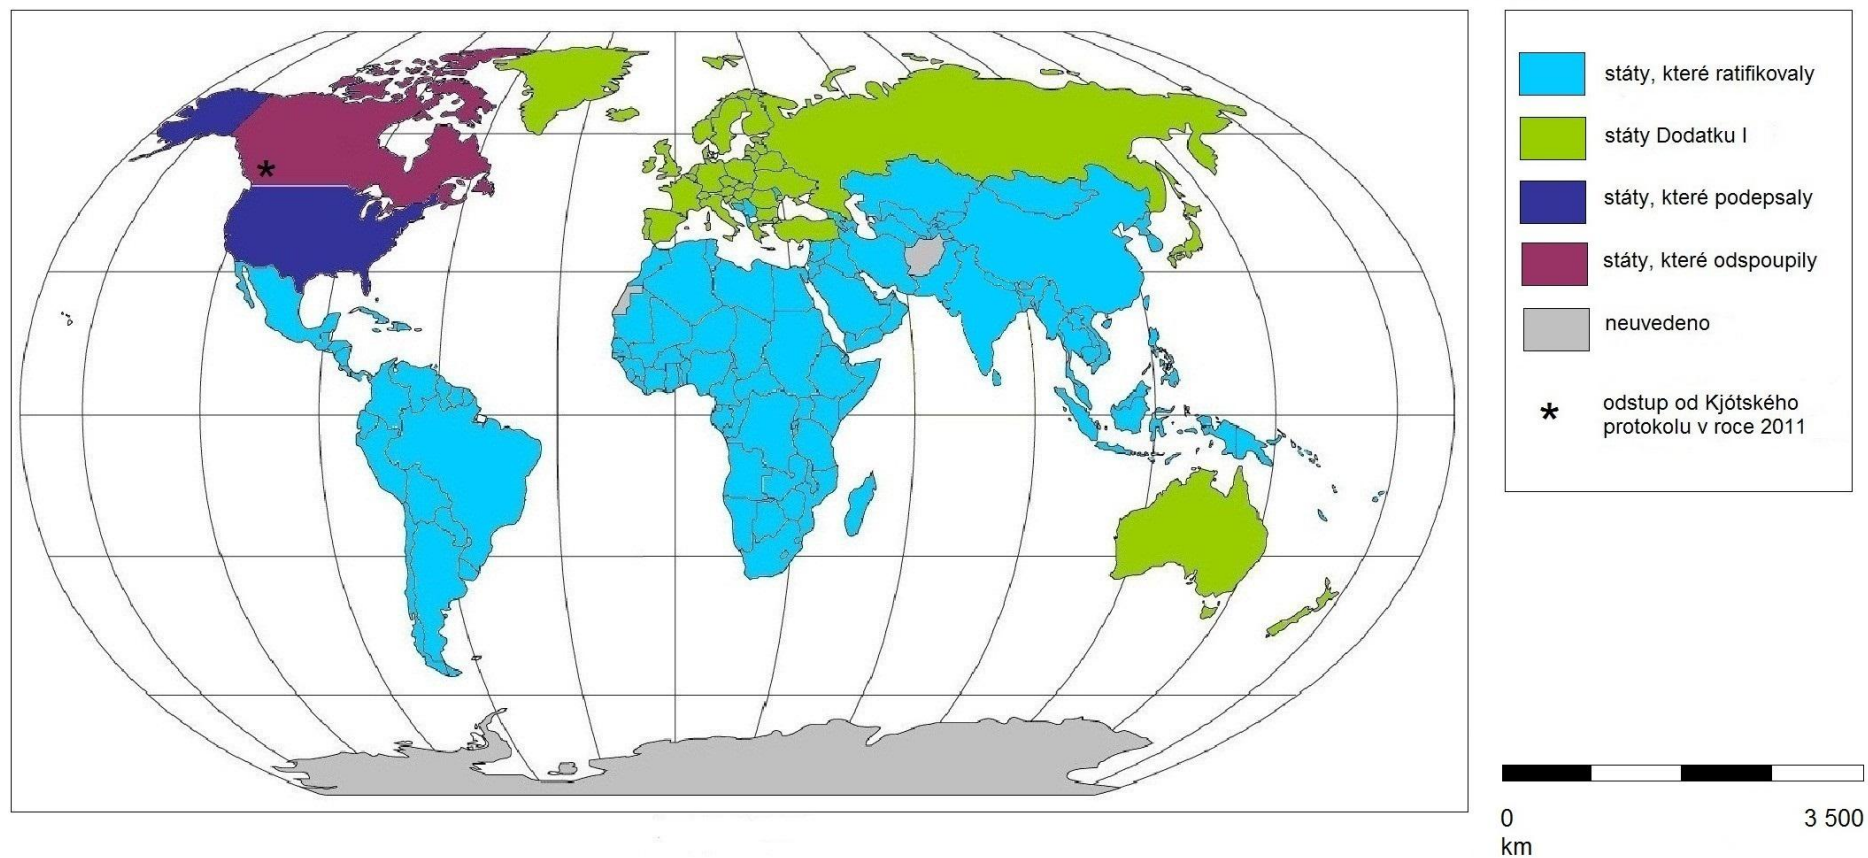 státy, které ratifikovaly
státy Dodatku I
státy, které podepsaly
státy, které odspoupily
neuvedeno
*
* odstup od Kjótského
protokolu v roce 2011
0 3 500
km